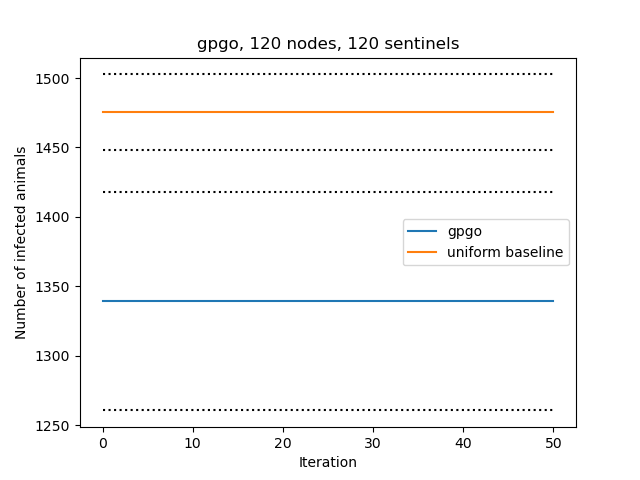 gpgo, 120 nodes, 120 sentinels
Number of infected animals
1500
1450
1400
1350
1300
1250
gpgo
uniform baseline
0 10 20 30 40 50
Iteration